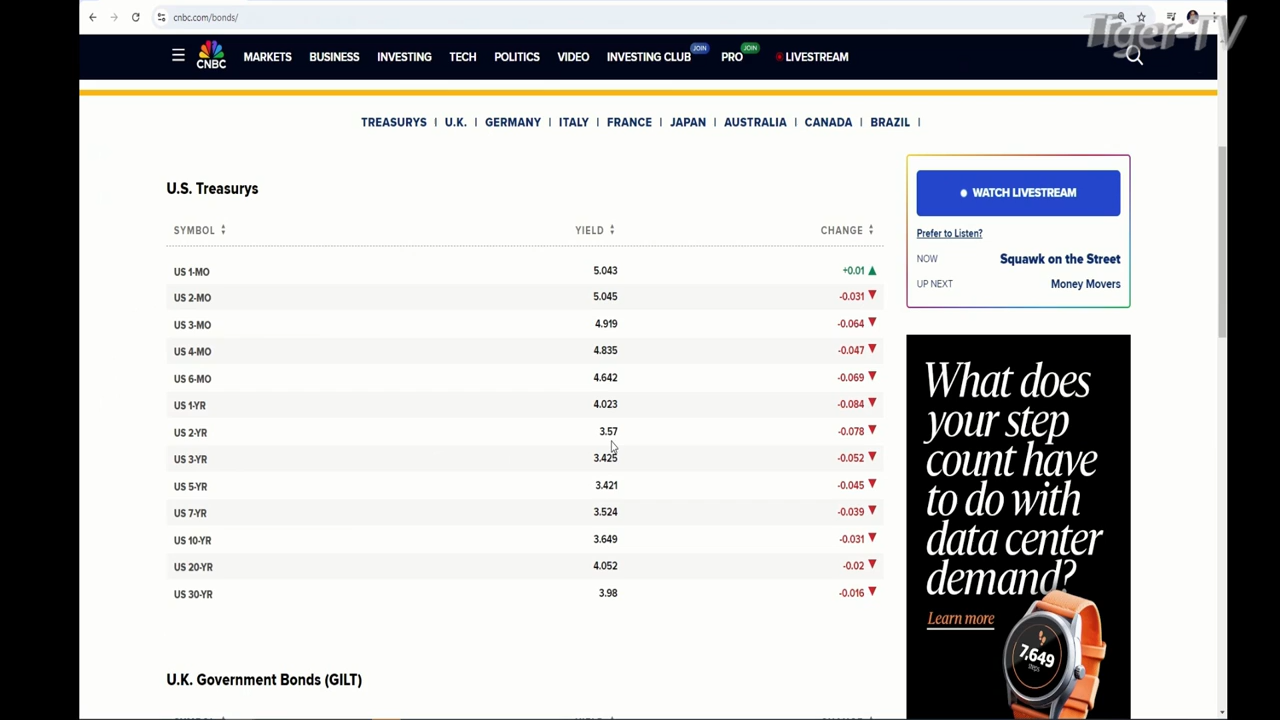 cnbc.com/bonds/
Tiger-TV
CNBC
MARKETS BUSINESS INVESTING TECH POLITICS VIDEO INVESTING CLUB JOIN PRO JOIN LIVESTREAM
TREASURYS | U.K. | GERMANY | ITALY | FRANCE | JAPAN | AUSTRALIA | CANADA | BRAZIL |
U.S. Treasurys
SYMBOL YIELD CHANGE
US 1-MO 5.043 +0.01
US 2-MO 5.045 -0.031
US 3-MO 4.919 -0.064
US 4-MO 4.835 -0.047
US 6-MO 4.642 -0.069
US 1-YR 4.023 -0.084
US 2-YR 3.57 -0.078
US 3-YR 3.425 -0.052
US 5-YR 3.421 -0.045
US 7-YR 3.524 -0.039
US 10-YR 3.649 -0.031
US 20-YR 4.052 -0.02
US 30-YR 3.98 -0.016
U.K. Government Bonds (GILT)
WATCH LIVESTREAM
Prefer to Listen?
NOW Squawk on the Street
UP NEXT Money Movers
What does
your step
count have
to do with
data center
demand?
Learn more
7,649
steps